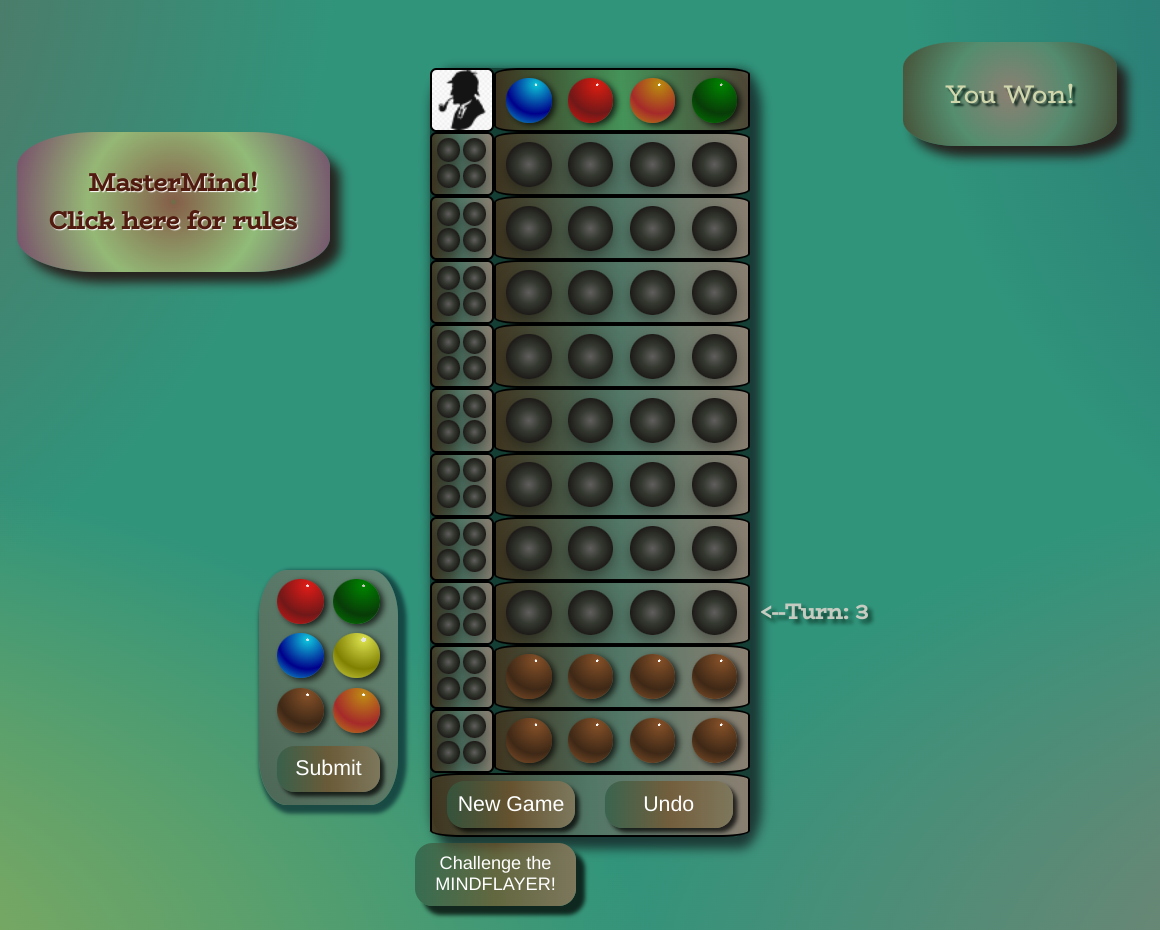 You Won!
MasterMind!
Click here for rules
<--Turn: 3
Submit
New Game
Undo
Challenge the
MINDFLAYER!